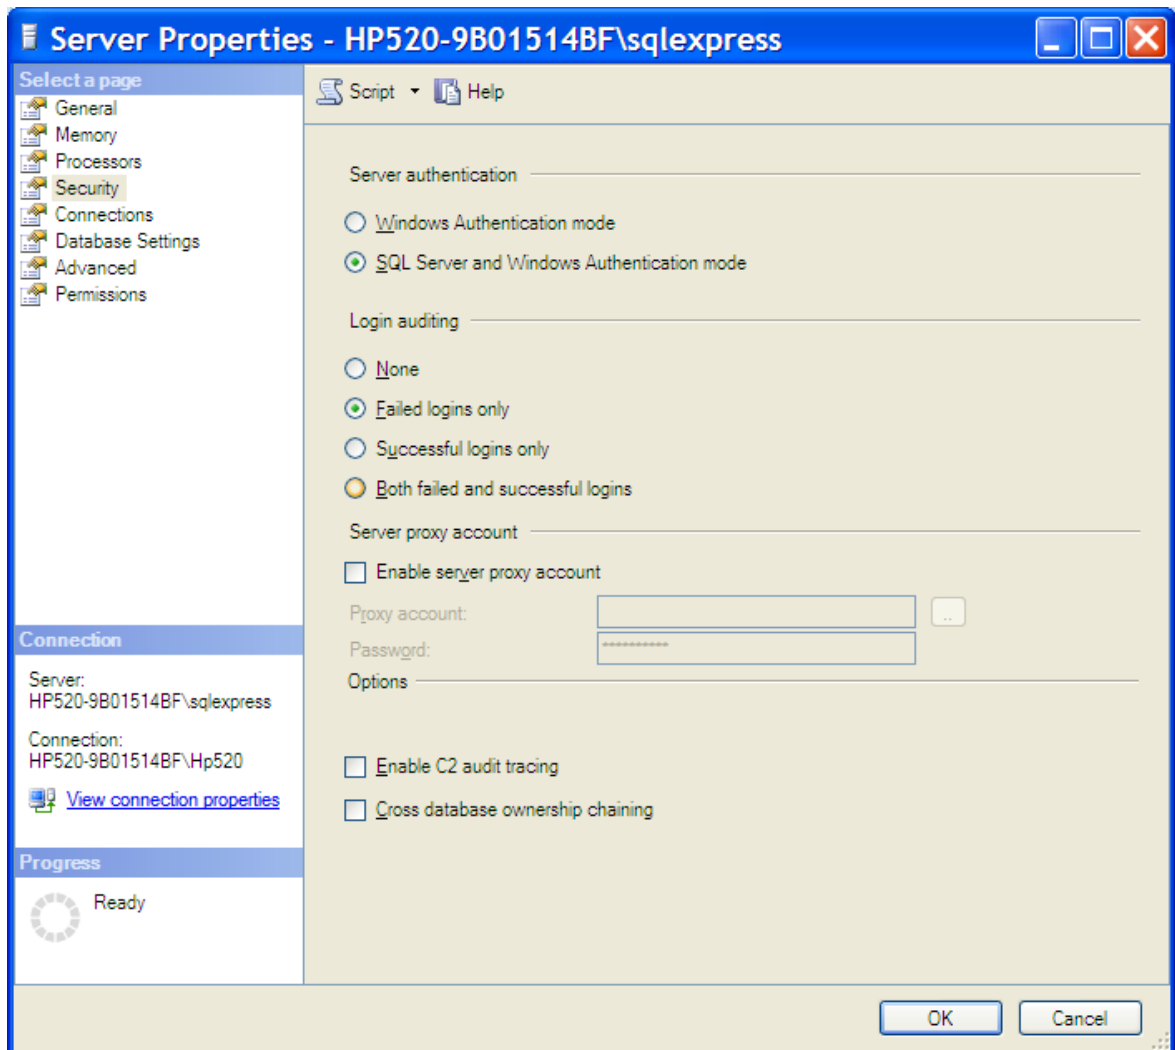 Server Properties - HP520-9B01514BF\sqlexpress
Select a page
General
Memory
Processors
Security
Connections
Database Settings
Advanced
Permissions
Connection
Server:
HP520-9B01514BF\sqlexpress
Connection:
HP520-9B01514BF\Hp520
View connection properties
Progress
Ready
Script Help
Server authentication
Windows Authentication mode
SQL Server and Windows Authentication mode
Login auditing
None
Failed logins only
Successful logins only
Both failed and successful logins
Server proxy account
Enable server proxy account
Proxy account:
..
Password: **********
Options
Enable C2 audit tracing
Cross database ownership chaining
OK Cancel